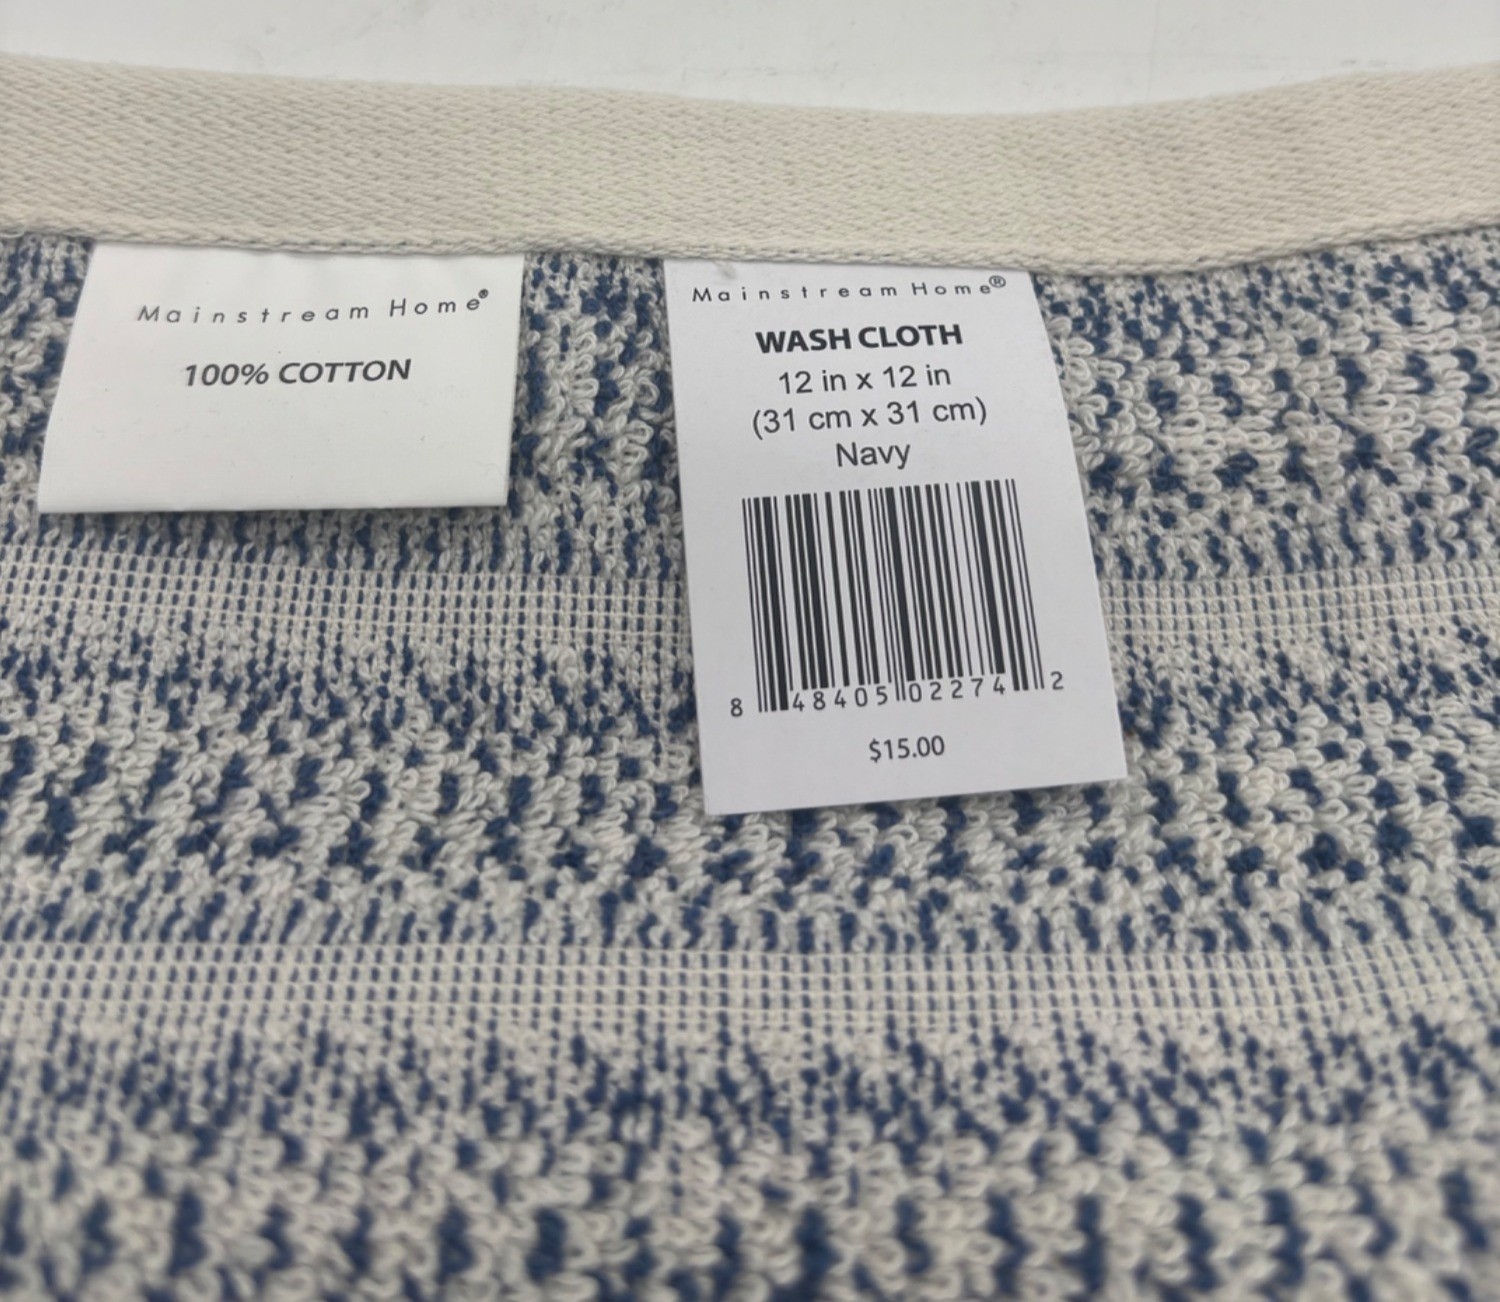 Mainstream Home®
100% COTTON
Mainstream Home®
WASH CLOTH
12 in x 12 in
(31 cm x 31 cm)
Navy
8 48405 02274 2
$15.00